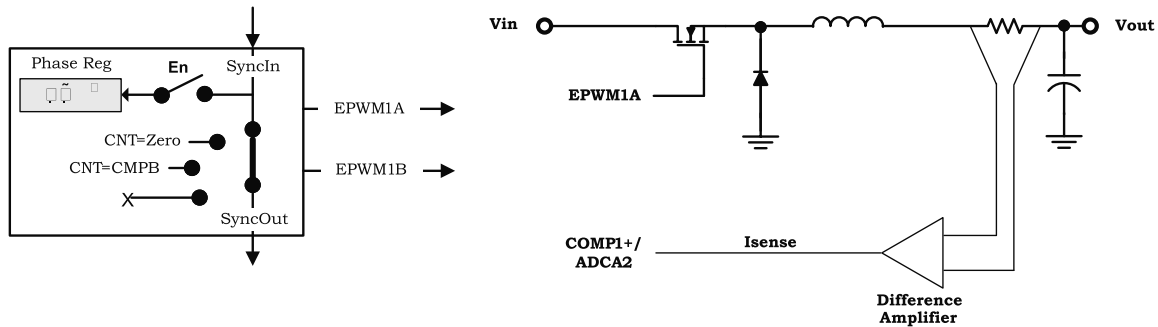 Phase Reg
En
SyncIn
CNT=Zero
CNT=CMPB
X
SyncOut
EPWM1A
EPWM1B
Vin
Vout
EPWM1A
COMP1+/
ADCA2
Isense
Difference
Amplifier